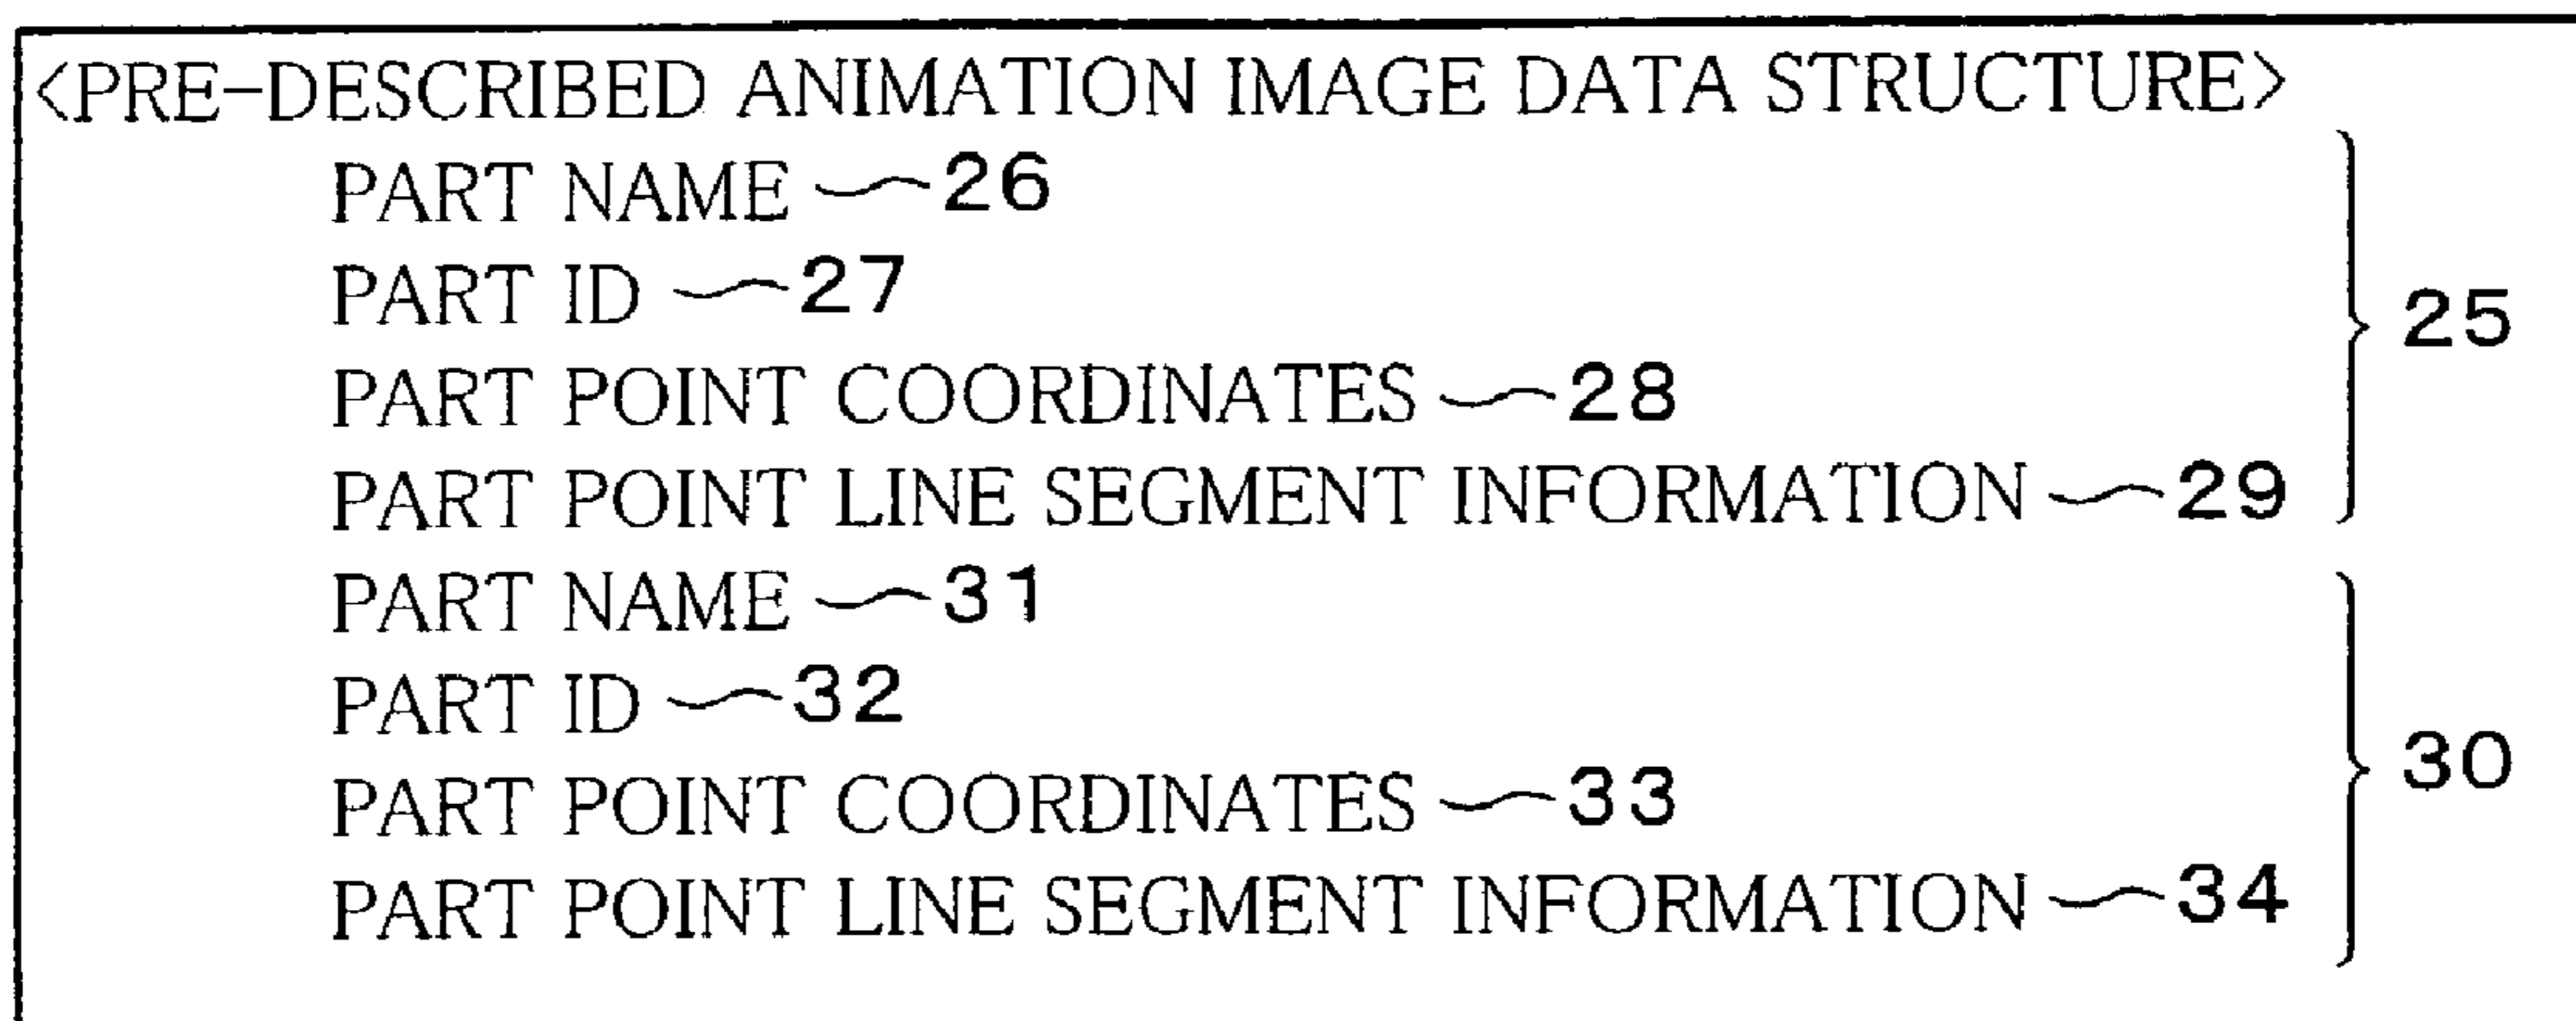 <PRE-DESCRIBED ANIMATION IMAGE DATA STRUCTURE>
PART NAME 26
PART ID 27
PART POINT COORDINATES 28
PART POINT LINE SEGMENT INFORMATION 29
25
PART NAME 31
PART ID 32
PART POINT COORDINATES 33
PART POINT LINE SEGMENT INFORMATION 34
30